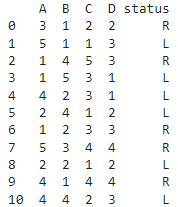 A B C D status
0 3 1 2 2 R
1 5 1 1 3 L
2 1 4 5 3 R
3 1 5 3 1 L
4 4 2 3 1 L
5 2 4 1 2 L
6 1 2 3 3 R
7 5 3 4 4 R
8 2 2 1 2 L
9 4 1 4 4 R
10 4 4 2 3 L